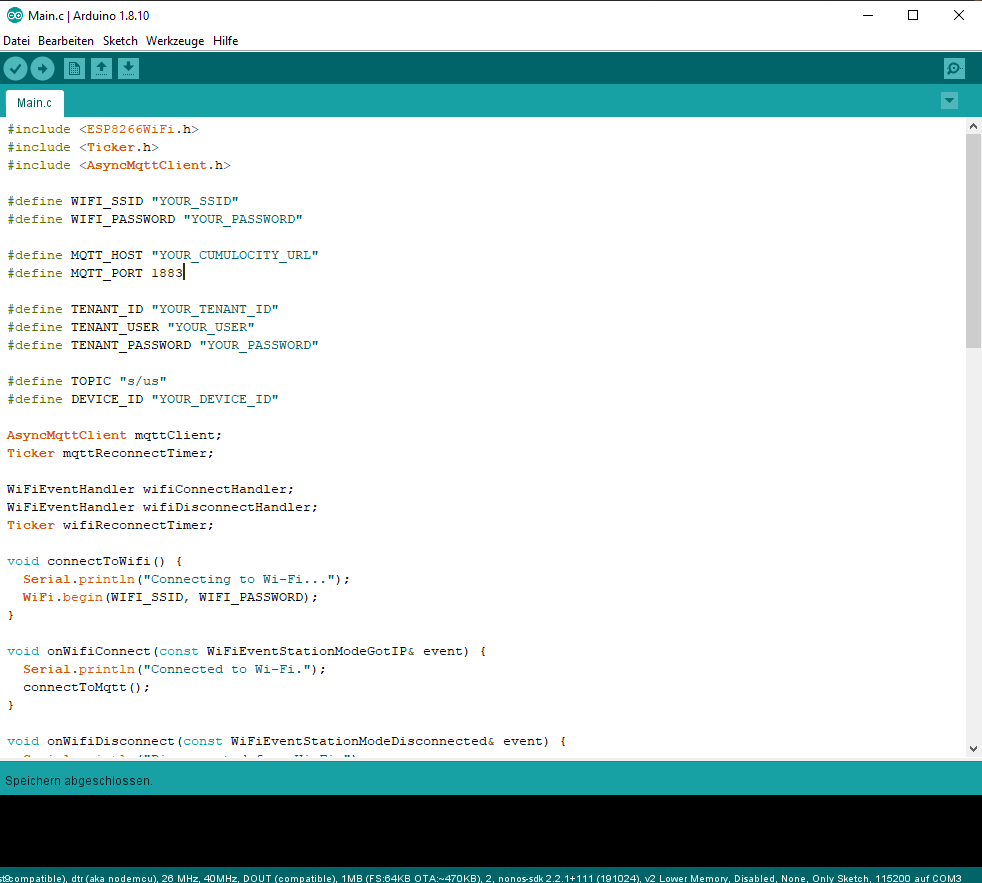 Main.c | Arduino 1.8.10
Datei Bearbeiten Sketch Werkzeuge Hilfe
Main.c
#include <ESP8266WiFi.h>
#include <Ticker.h>
#include <AsyncMqttClient.h>
#define WIFI_SSID "YOUR_SSID"
#define WIFI_PASSWORD "YOUR_PASSWORD"
#define MQTT_HOST "YOUR_CUMULOCITY_URL"
#define MQTT_PORT 1883
#define TENANT_ID "YOUR_TENANT_ID"
#define TENANT_USER "YOUR_USER"
#define TENANT_PASSWORD "YOUR_PASSWORD"
#define TOPIC "s/us"
#define DEVICE_ID "YOUR_DEVICE_ID"
AsyncMqttClient mqttClient;
Ticker mqttReconnectTimer;
WiFiEventHandler wifiConnectHandler;
WiFiEventHandler wifiDisconnectHandler;
Ticker wifiReconnectTimer;
void connectToWifi() {
  Serial.println("Connecting to Wi-Fi...");
  WiFi.begin(WIFI_SSID, WIFI_PASSWORD);
}
void onWifiConnect(const WiFiEventStationModeGotIP& event) {
  Serial.println("Connected to Wi-Fi.");
  connectToMqtt();
}
void onWifiDisconnect(const WiFiEventStationModeDisconnected& event) {
Speichern abgeschlossen.
compatible), dtr (aka nodemcu), 26 MHz, 40MHz, DOUT (compatible), 1MB (FS:64KB OTA:~470KB), 2, nonos-sdk 2.2.1+111 (191024), v2 Lower Memory, Disabled, None, Only Sketch, 115200 auf COM3